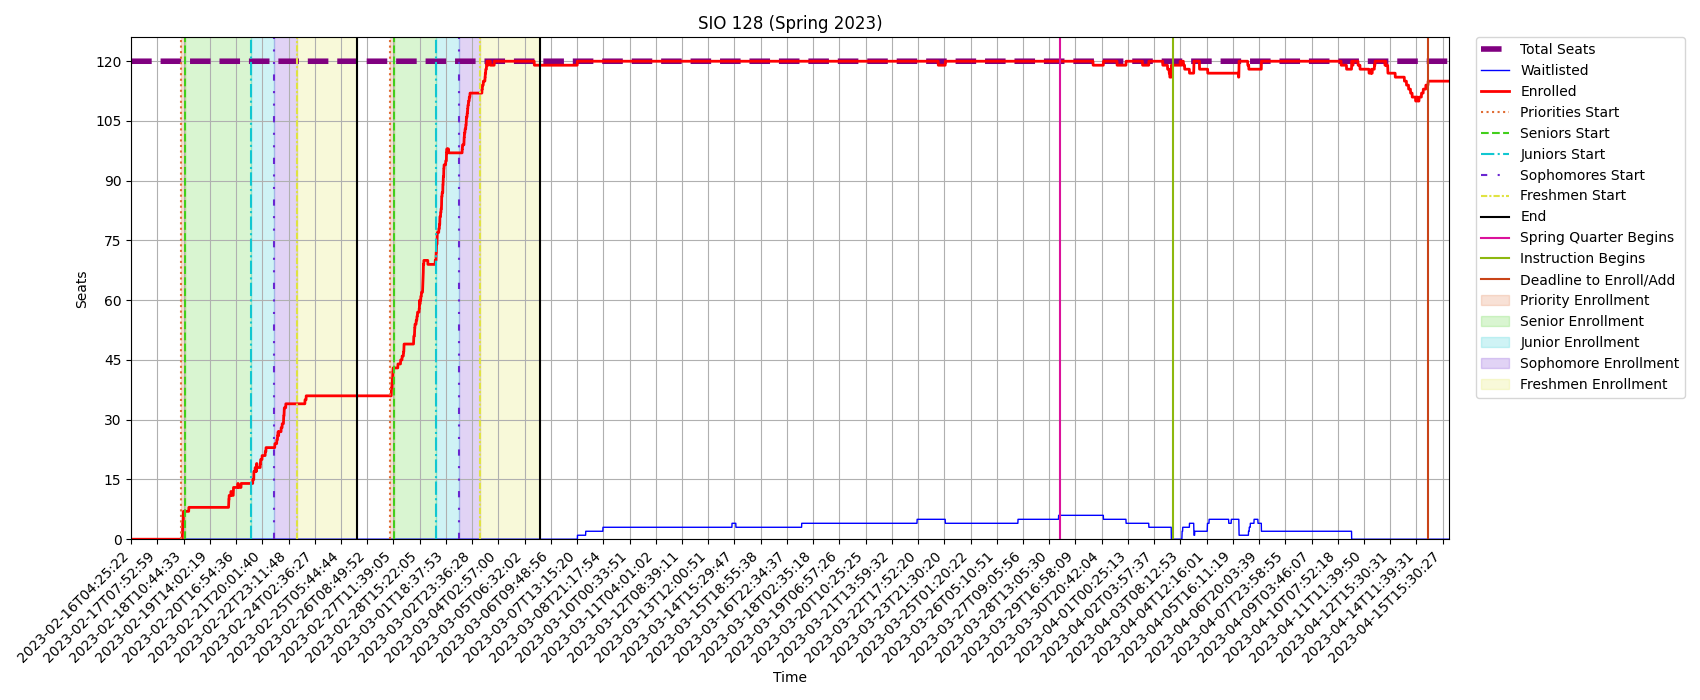 SIO 128 (Spring 2023)
Seats
120
105
90
75
60
45
30
15
0
2023-02-16T04:25:22
2023-02-17T07:52:59
2023-02-18T10:44:33
2023-02-19T14:02:19
2023-02-20T16:54:36
2023-02-21T20:01:40
2023-02-22T23:11:48
2023-02-24T02:36:27
2023-02-25T05:44:44
2023-02-26T08:49:52
2023-02-27T11:39:05
2023-02-28T15:22:05
2023-03-01T18:37:53
2023-03-02T23:36:28
2023-03-04T02:57:00
2023-03-05T06:32:02
2023-03-06T09:48:56
2023-03-07T13:15:20
2023-03-08T21:17:54
2023-03-10T00:33:51
2023-03-11T04:01:02
2023-03-12T08:39:11
2023-03-13T12:00:51
2023-03-14T15:29:47
2023-03-15T18:55:38
2023-03-16T22:34:37
2023-03-18T02:35:18
2023-03-19T06:57:26
2023-03-20T10:25:25
2023-03-21T13:59:32
2023-03-22T17:52:20
2023-03-23T21:30:20
2023-03-25T01:20:22
2023-03-26T05:10:51
2023-03-27T09:05:56
2023-03-28T13:05:30
2023-03-29T16:58:09
2023-03-30T20:42:04
2023-04-01T00:25:13
2023-04-02T03:57:37
2023-04-03T08:12:53
2023-04-04T12:16:01
2023-04-05T16:11:19
2023-04-06T20:03:39
2023-04-07T23:58:55
2023-04-09T03:46:07
2023-04-10T07:52:18
2023-04-11T11:39:50
2023-04-12T15:30:31
2023-04-14T11:39:31
2023-04-15T15:30:27
Time
Total Seats
Waitlisted
Enrolled
Priorities Start
Seniors Start
Juniors Start
Sophomores Start
Freshmen Start
End
Spring Quarter Begins
Instruction Begins
Deadline to Enroll/Add
Priority Enrollment
Senior Enrollment
Junior Enrollment
Sophomore Enrollment
Freshmen Enrollment